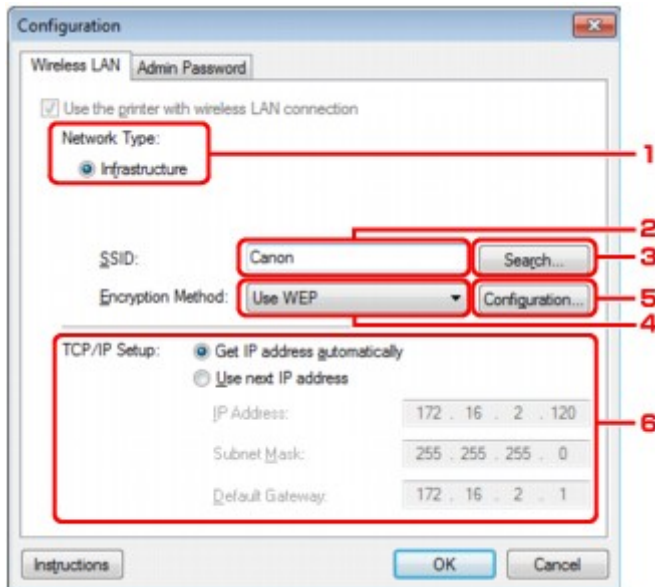 Configuration
Wireless LAN Admin Password
Use the printer with wireless LAN connection
Network Type:
Infrastructure
1
2
SSID: Canon Search... 3
Encryption Method: Use WEP Configuration... 5
4
TCP/IP Setup: Get IP address automatically
Use next IP address
IP Address: 172 . 16 . 2 . 120
6
Subnet Mask: 255 . 255 . 255 . 0
Default Gateway: 172 . 16 . 2 . 1
Instructions OK Cancel